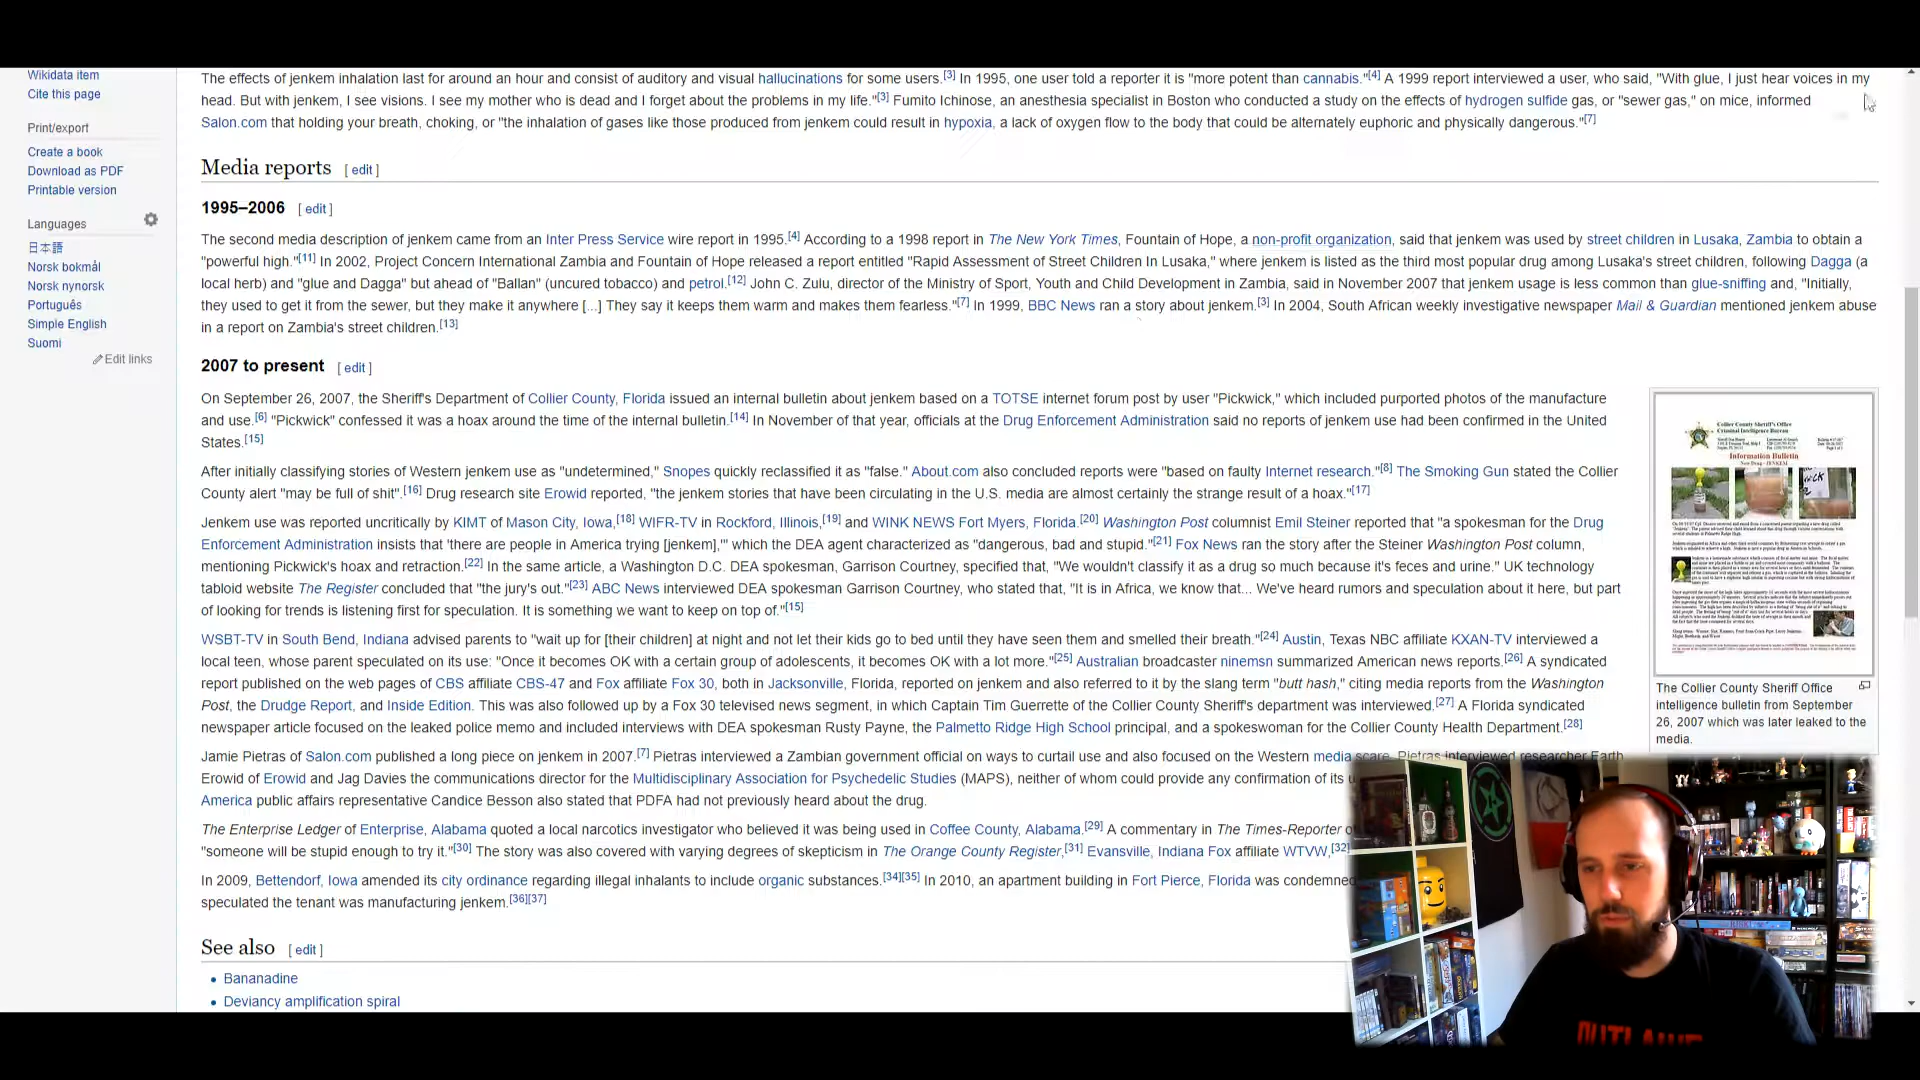 Wikidata item
Cite this page
Print/export
Create a book
Download as PDF
Printable version
Languages
日本語
Norsk bokmål
Norsk nynorsk
Português
Simple English
Suomi
Edit links
The effects of jenkem inhalation last for around an hour and consist of auditory and visual hallucinations for some users.[3] In 1995, one user told a reporter it is "more potent than cannabis."[4] A 1999 report interviewed a user, who said, "With glue, I just hear voices in my
head. But with jenkem, I see visions. I see my mother who is dead and I forget about the problems in my life."[3] Fumito Ichinose, an anesthesia specialist in Boston who conducted a study on the effects of hydrogen sulfide gas, or "sewer gas," on mice, informed
Salon.com that holding your breath, choking, or "the inhalation of gases like those produced from jenkem could result in hypoxia, a lack of oxygen flow to the body that could be alternately euphoric and physically dangerous."[7]
Media reports [ edit ]
1995–2006 [ edit ]
The second media description of jenkem came from an Inter Press Service wire report in 1995.[4] According to a 1998 report in The New York Times, Fountain of Hope, a non-profit organization, said that jenkem was used by street children in Lusaka, Zambia to obtain a
"powerful high."[11] In 2002, Project Concern International Zambia and Fountain of Hope released a report entitled "Rapid Assessment of Street Children In Lusaka," where jenkem is listed as the third most popular drug among Lusaka's street children, following Dagga (a
local herb) and "glue and Dagga" but ahead of "Ballan" (uncured tobacco) and petrol.[12] John C. Zulu, director of the Ministry of Sport, Youth and Child Development in Zambia, said in November 2007 that jenkem usage is less common than glue-sniffing and, "Initially,
they used to get it from the sewer, but they make it anywhere [...] They say it keeps them warm and makes them fearless."[7] In 1999, BBC News ran a story about jenkem.[3] In 2004, South African weekly investigative newspaper Mail & Guardian mentioned jenkem abuse
in a report on Zambia's street children.[13]
2007 to present [ edit ]
On September 26, 2007, the Sheriff's Department of Collier County, Florida issued an internal bulletin about jenkem based on a TOTSE internet forum post by user "Pickwick," which included purported photos of the manufacture
and use.[6] "Pickwick" confessed it was a hoax around the time of the internal bulletin.[14] In November of that year, officials at the Drug Enforcement Administration said no reports of jenkem use had been confirmed in the United
States.[15]
After initially classifying stories of Western jenkem use as "undetermined," Snopes quickly reclassified it as "false." About.com also concluded reports were "based on faulty Internet research."[8] The Smoking Gun stated the Collier
County alert "may be full of shit".[16] Drug research site Erowid reported, "the jenkem stories that have been circulating in the U.S. media are almost certainly the strange result of a hoax."[17]
Jenkem use was reported uncritically by KIMT of Mason City, Iowa,[18] WIFR-TV in Rockford, Illinois,[19] and WINK NEWS Fort Myers, Florida.[20] Washington Post columnist Emil Steiner reported that "a spokesman for the Drug
Enforcement Administration insists that 'there are people in America trying [jenkem],'" which the DEA agent characterized as "dangerous, bad and stupid."[21] Fox News ran the story after the Steiner Washington Post column,
mentioning Pickwick's hoax and retraction.[22] In the same article, a Washington D.C. DEA spokesman, Garrison Courtney, specified that, "We wouldn't classify it as a drug so much because it's feces and urine." UK technology
tabloid website The Register concluded that "the jury's out."[23] ABC News interviewed DEA spokesman Garrison Courtney, who stated that, "It is in Africa, we know that... We've heard rumors and speculation about it here, but part
of looking for trends is listening first for speculation. It is something we want to keep on top of."[15]
WSBT-TV in South Bend, Indiana advised parents to "wait up for [their children] at night and not let their kids go to bed until they have seen them and smelled their breath."[24] Austin, Texas NBC affiliate KXAN-TV interviewed a
local teen, whose parent speculated on its use: "Once it becomes OK with a certain group of adolescents, it becomes OK with a lot more."[25] Australian broadcaster ninemsn summarized American news reports.[26] A syndicated
report published on the web pages of CBS affiliate CBS-47 and Fox affiliate Fox 30, both in Jacksonville, Florida, reported on jenkem and also referred to it by the slang term "butt hash," citing media reports from the Washington
Post, the Drudge Report, and Inside Edition. This was also followed up by a Fox 30 televised news segment, in which Captain Tim Guerrette of the Collier County Sheriff's department was interviewed.[27] A Florida syndicated
newspaper article focused on the leaked police memo and included interviews with DEA spokesman Rusty Payne, the Palmetto Ridge High School principal, and a spokeswoman for the Collier County Health Department.[28]
Jamie Pietras of Salon.com published a long piece on jenkem in 2007.[7] Pietras interviewed a Zambian government official on ways to curtail use and also focused on the Western media scare. Pietras interviewed researcher Earth
Erowid of Erowid and Jag Davies the communications director for the Multidisciplinary Association for Psychedelic Studies (MAPS), neither of whom could provide any confirmation of its u
America public affairs representative Candice Besson also stated that PDFA had not previously heard about the drug.
The Enterprise Ledger of Enterprise, Alabama quoted a local narcotics investigator who believed it was being used in Coffee County, Alabama.[29] A commentary in The Times-Reporter o
"someone will be stupid enough to try it."[30] The story was also covered with varying degrees of skepticism in The Orange County Register,[31] Evansville, Indiana Fox affiliate WTVW,[32]
In 2009, Bettendorf, Iowa amended its city ordinance regarding illegal inhalants to include organic substances.[34][35] In 2010, an apartment building in Fort Pierce, Florida was condemned
speculated the tenant was manufacturing jenkem.[36][37]
See also [ edit ]
Bananadine
Deviancy amplification spiral
Collier County Sheriff's Office
Criminal Intelligence Bureau
Information Bulletin
New Drug - JENKEM
The Collier County Sheriff Office
intelligence bulletin from September
26, 2007 which was later leaked to the
media.
OUTLAWS